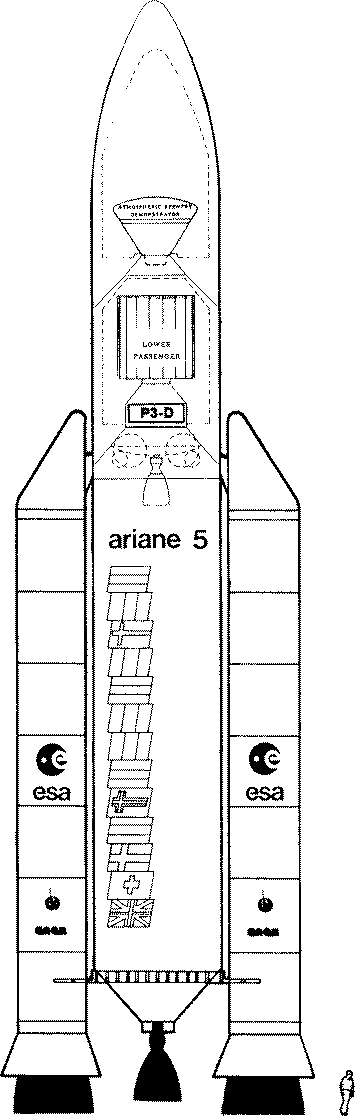 ATMOSPHERIC REENTRY
DEMONSTRATOR
LOWER
PASSENGER
P3-D
ariane 5
esa
esa